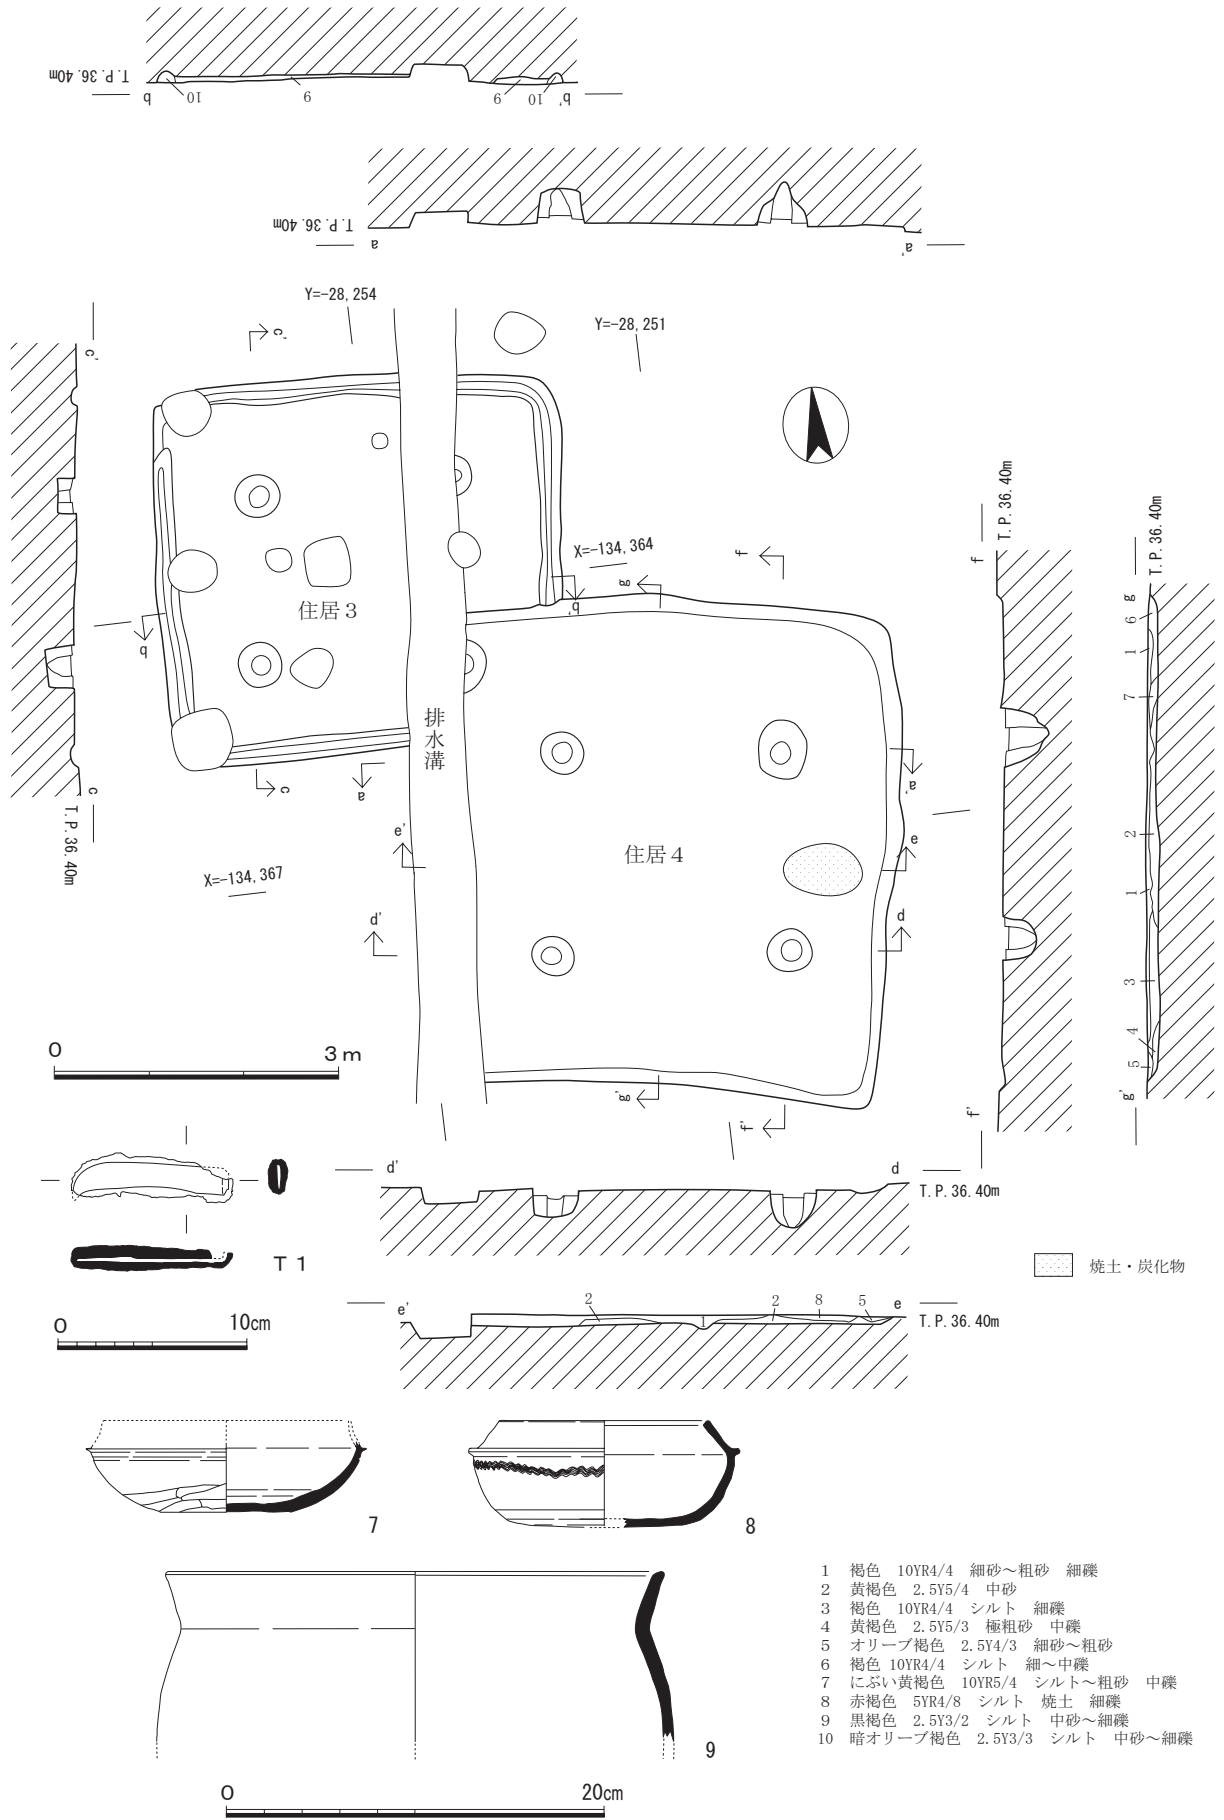 T.P.36.40m
b 10 9 9 10 b'
T.P.36.40m
a a'
Y=-28,254
Y=-28,251
c'
c'
T.P.36.40m
T.P.36.40m
X=-134,364
f
f
g
g
b'
g
6
1
7
2
1
3
4
5
g'
住居3
b
排水溝
c
c
a
a'
T.P.36.40m
e'
住居4
e
X=-134,367
d'
d
0 3m
g'
f'
f'
d' d
T.P.36.40m
T1
焼土・炭化物
e' 2 1 2 8 5 e
T.P.36.40m
0 10cm
7
8
9
0 20cm
1 褐色 10YR4/4 細砂～粗砂 細礫
2 黄褐色 2.5Y5/4 中砂
3 褐色 10YR4/4 シルト 細礫
4 黄褐色 2.5Y5/3 極粗砂 中礫
5 オリーブ褐色 2.5Y4/3 細砂～粗砂
6 褐色 10YR4/4 シルト 細～中礫
7 にぶい黄褐色 10YR5/4 シルト～粗砂 中礫
8 赤褐色 5YR4/8 シルト 焼土 細礫
9 黒褐色 2.5Y3/2 シルト 中砂～細礫
10 暗オリーブ褐色 2.5Y3/3 シルト 中砂～細礫